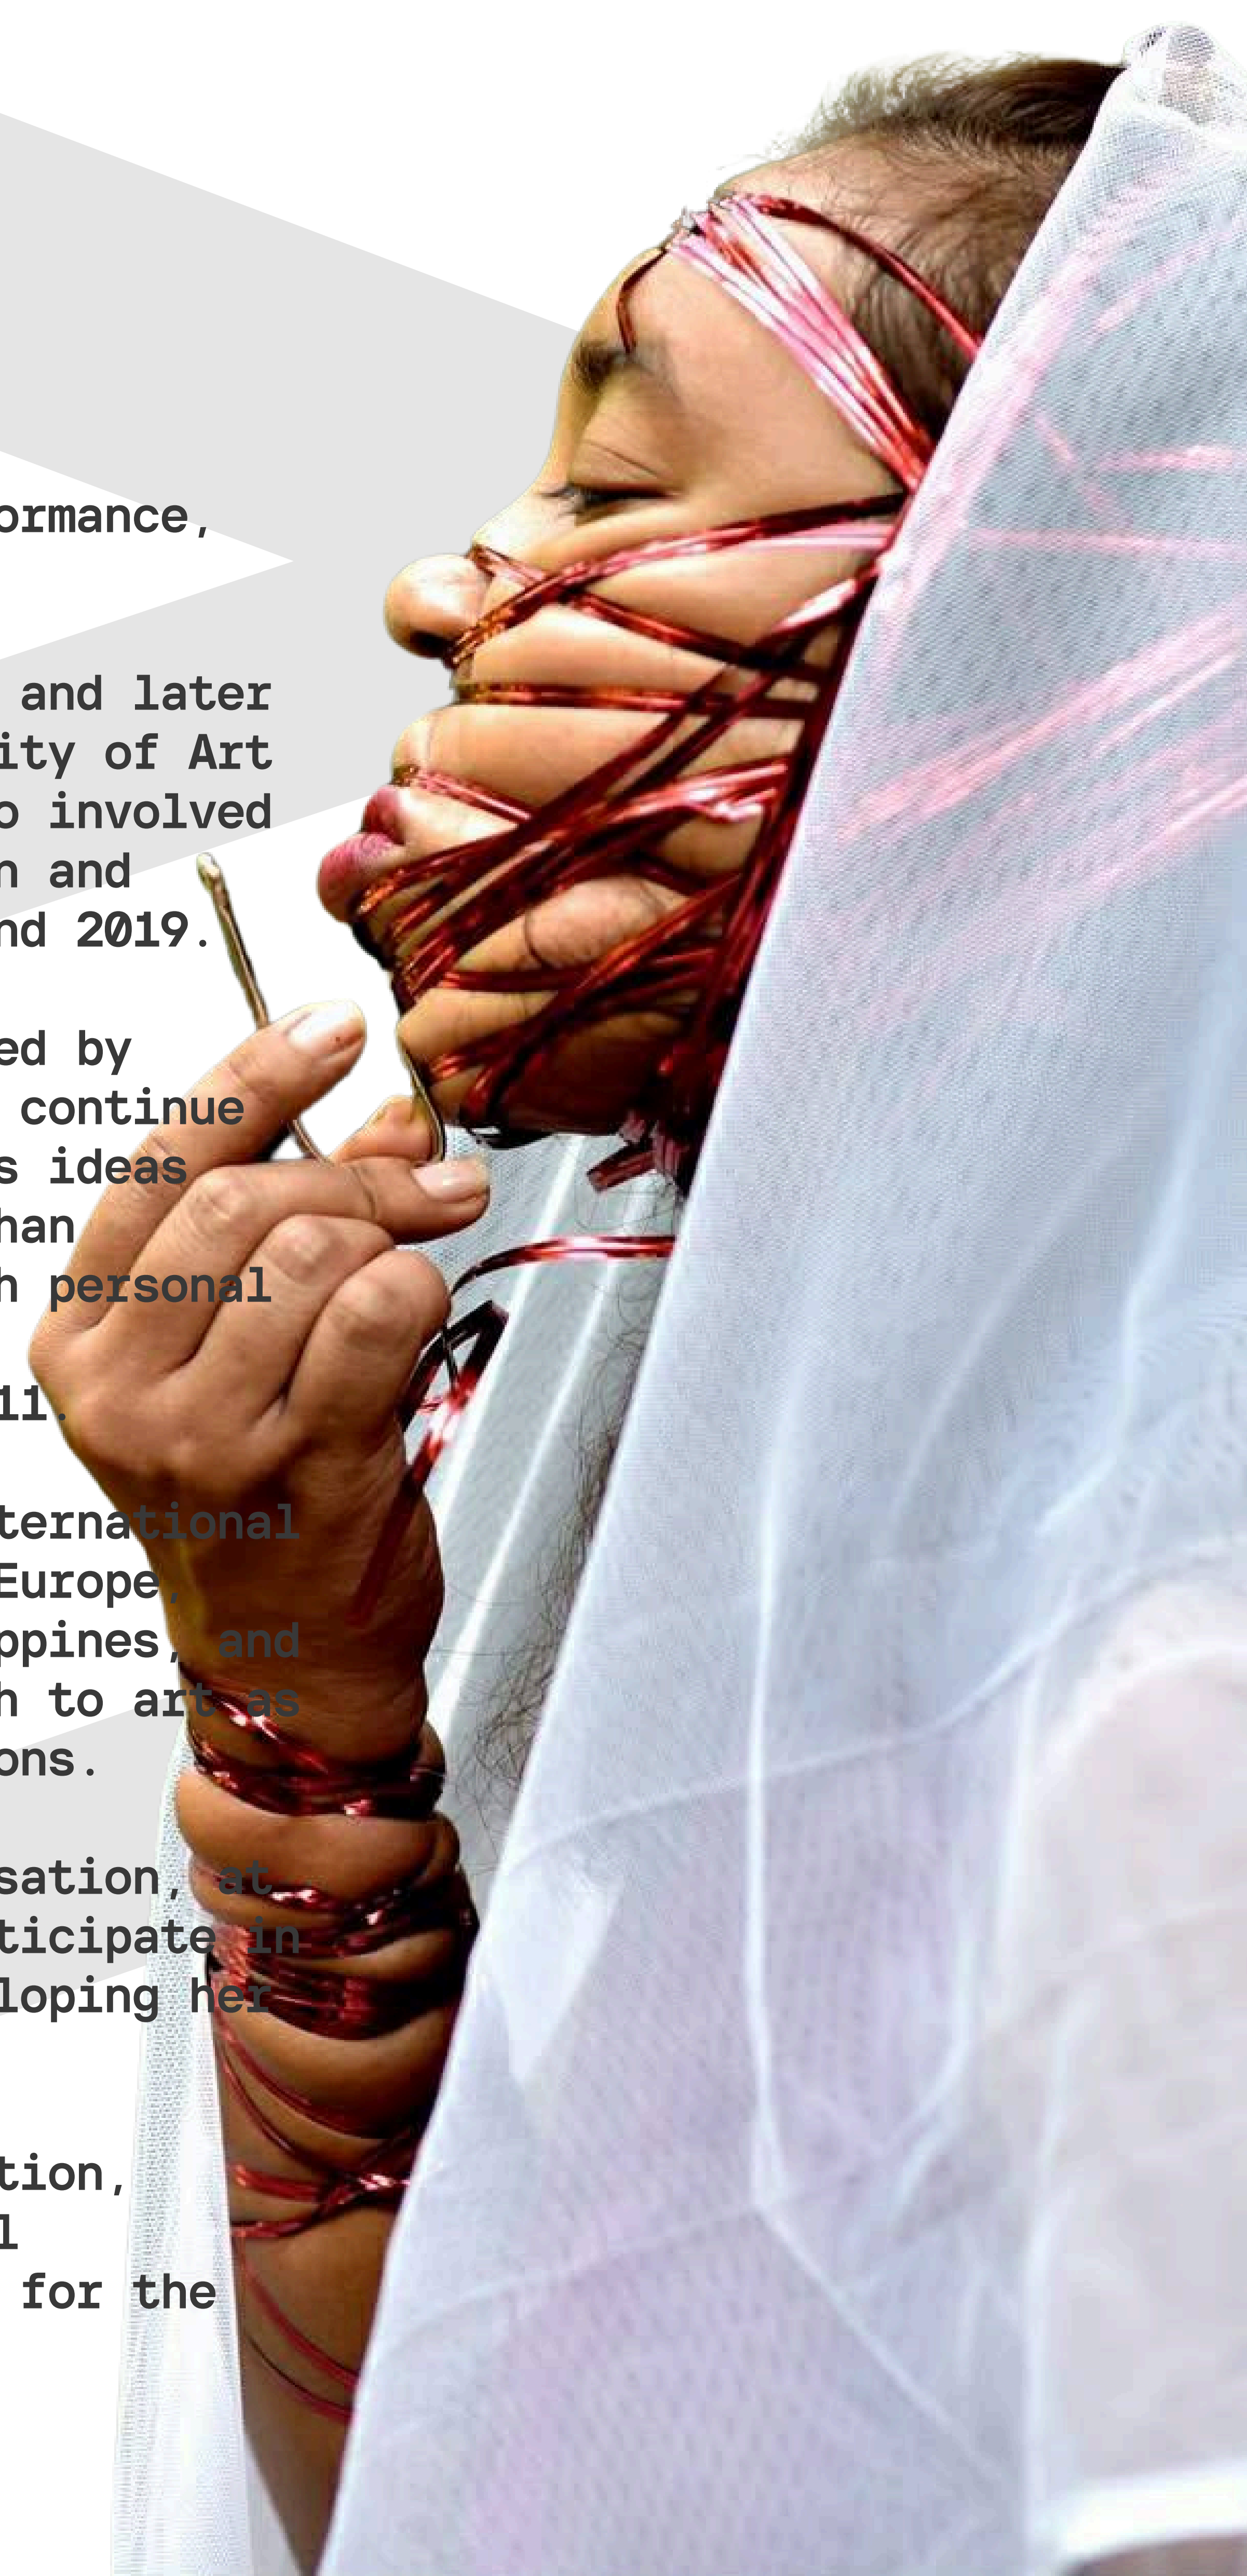 ormance,
and later
ity of Art
o involved
n and
nd 2019.
ed by
continue
s ideas
han
h personal
11.
ternational
Europe,
ppines, and
h to art as
ons.
sation, at
ticipate in
loping her
tion,
l
for the